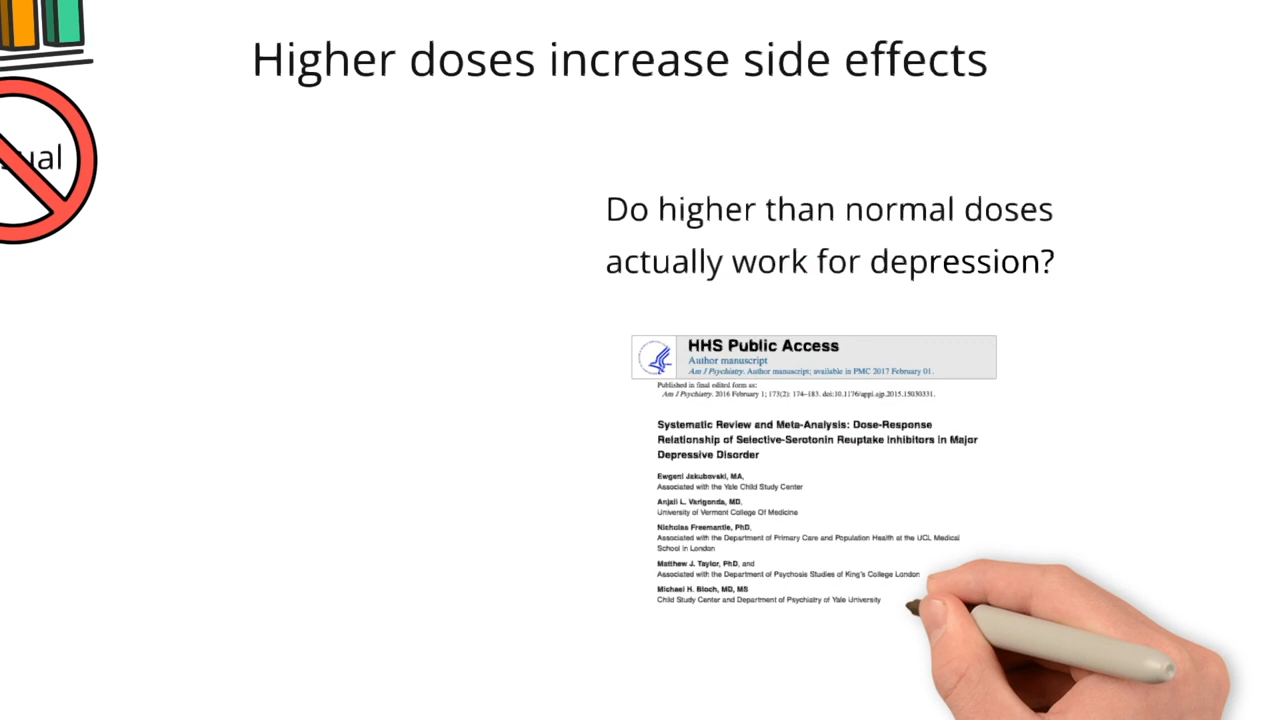 Higher doses increase side effects
Do higher than normal doses
actually work for depression?
HHS Public Access
Author manuscript
Am J Psychiatry. Author manuscript; available in PMC 2017 February 01.
Published in final edited form as:
Am J Psychiatry. 2016 February 1; 173(2): 174–183. doi:10.1176/appi.ajp.2015.15030331.
Systematic Review and Meta-Analysis: Dose-Response
Relationship of Selective-Serotonin Reuptake Inhibitors in Major
Depressive Disorder
Ewgeni Jakubovski, MA,
Associated with the Yale Child Study Center
Anjali L. Varigonda, MD,
University of Vermont College Of Medicine
Nicholas Freemantle, PhD,
Associated with the Department of Primary Care and Population Health at the UCL Medical
School in London
Matthew J. Taylor, PhD, and
Associated with the Department of Psychosis Studies of King's College London
Michael H. Bloch, MD, MS
Child Study Center and Department of Psychiatry of Yale University